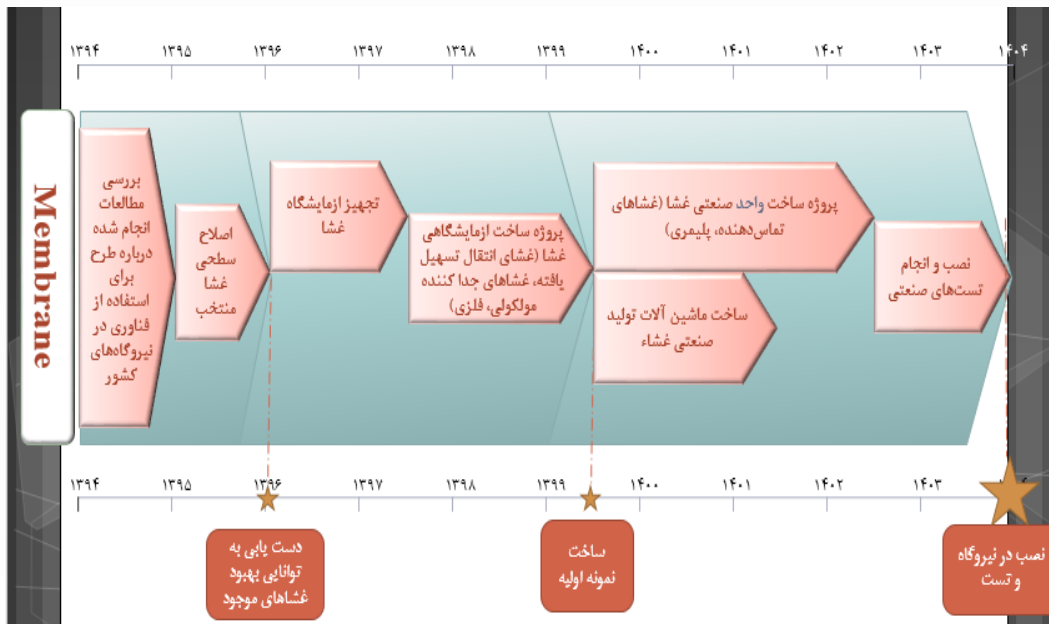 ۱۳۹۴ ۱۳۹۵ ۱۳۹۶ ۱۳۹۷ ۱۳۹۸ ۱۳۹۹ ۱۴۰۰ ۱۴۰۱ ۱۴۰۲ ۱۴۰۳ ۱۴۰۴
Membrane
بررسی
مطالعات
انجام شده
درباره طرح
برای
استفاده از
فناوری در
نیروگاه‌های
کشور
اصلاح
سطحی
غشا
منتخب
تجهیز ازمایشگاه
غشا
پروژه ساخت ازمایشگاهی
غشا (غشای انتقال تسهیل
یافته، غشاهای جدا کننده
مولکولی، فلزی)
پروژه ساخت واحد صنعتی غشا (غشاهای
تماس‌دهنده، پلیمری)
ساخت ماشین آلات تولید
صنعتی غشاء
نصب و انجام
تست‌های صنعتی
۱۳۹۴ ۱۳۹۵ ۱۳۹۶ ۱۳۹۷ ۱۳۹۸ ۱۳۹۹ ۱۴۰۰ ۱۴۰۱ ۱۴۰۲ ۱۴۰۳
دست یابی به
توانایی بهبود
غشاهای موجود
ساخت
نمونه اولیه
نصب در نیروگاه
و تست